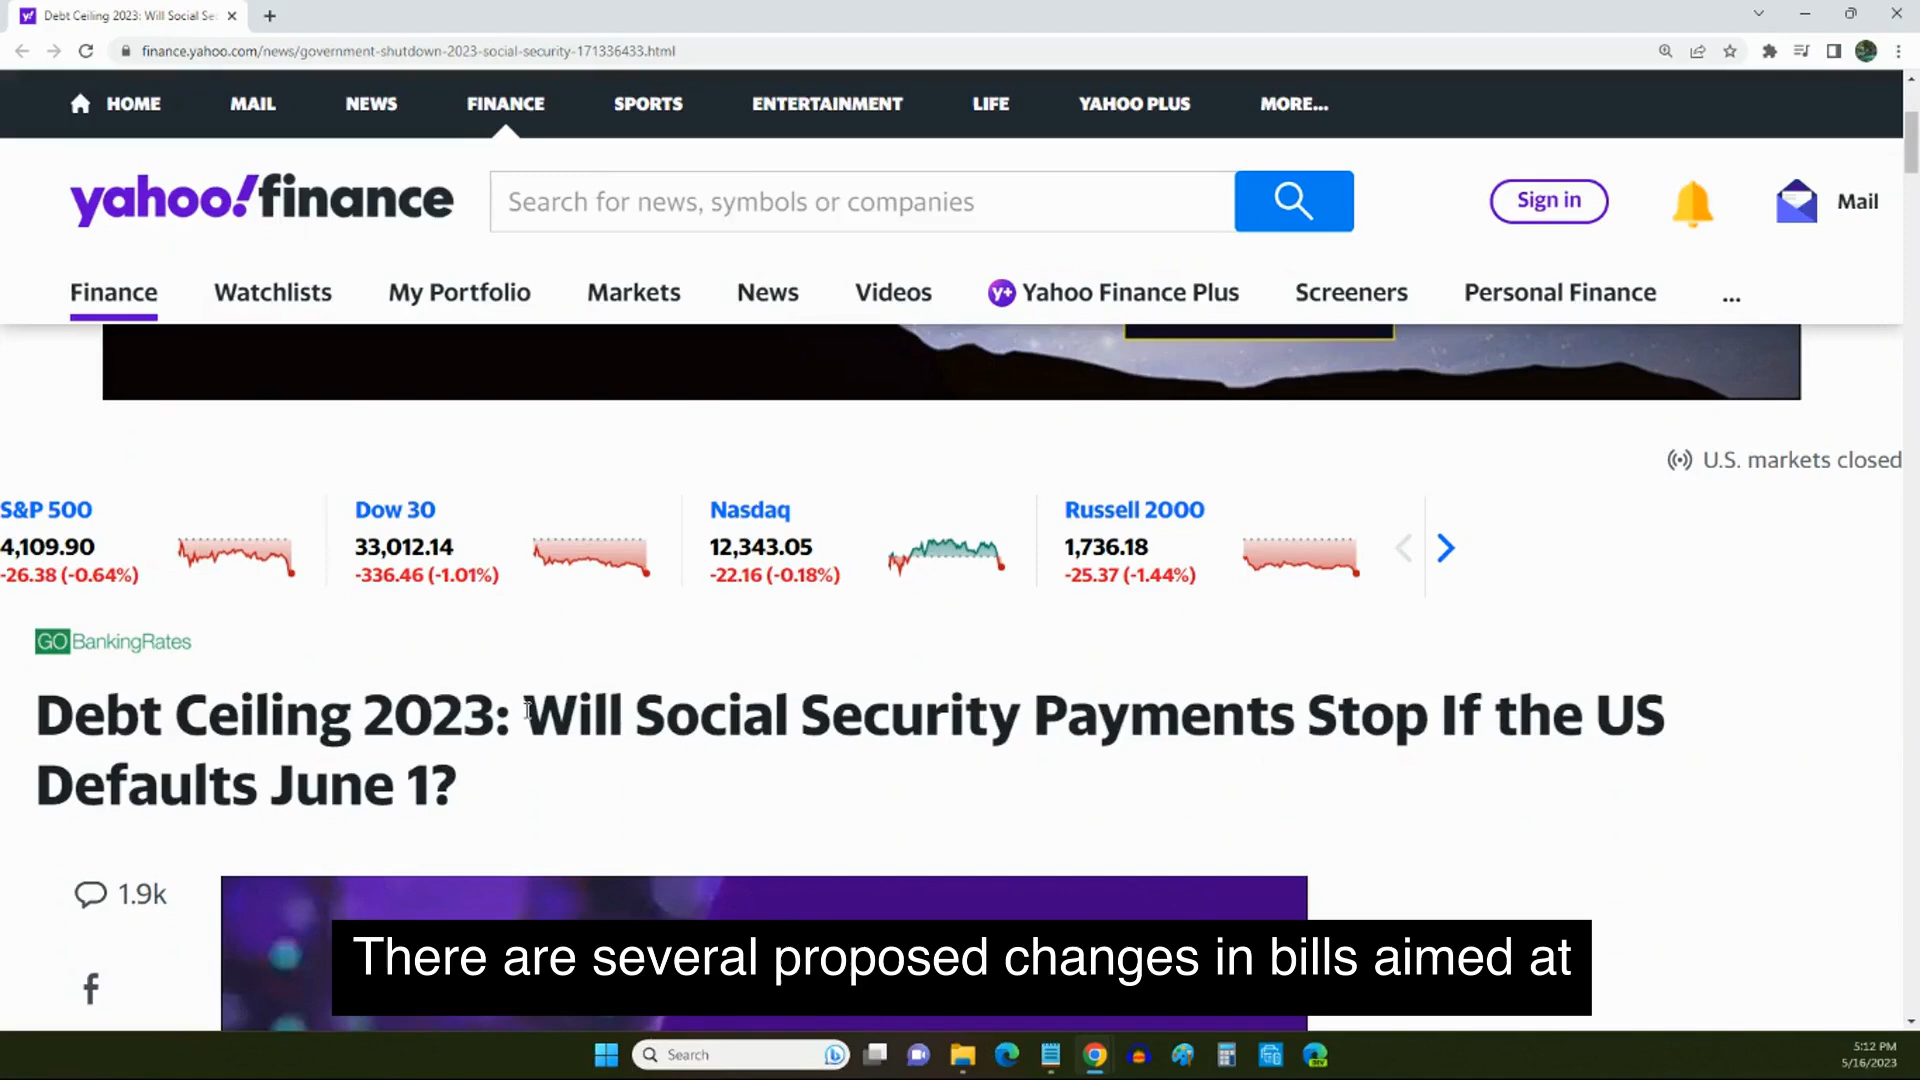 Debt Ceiling 2023: Will Social Se
finance.yahoo.com/news/government-shutdown-2023-social-security-171336433.html
HOME MAIL NEWS FINANCE SPORTS ENTERTAINMENT LIFE YAHOO PLUS MORE...
yahoo!finance Search for news, symbols or companies Sign in Mail
Finance Watchlists My Portfolio Markets News Videos Y+ Yahoo Finance Plus Screeners Personal Finance ...
U.S. markets closed
S&P 500 Dow 30 Nasdaq Russell 2000
4,109.90 33,012.14 12,343.05 1,736.18
-26.38 (-0.64%) -336.46 (-1.01%) -22.16 (-0.18%) -25.37 (-1.44%)
GOBankingRates
Debt Ceiling 2023: Will Social Security Payments Stop If the US
Defaults June 1?
1.9k
There are several proposed changes in bills aimed at
Search
5:12 PM
5/16/2023